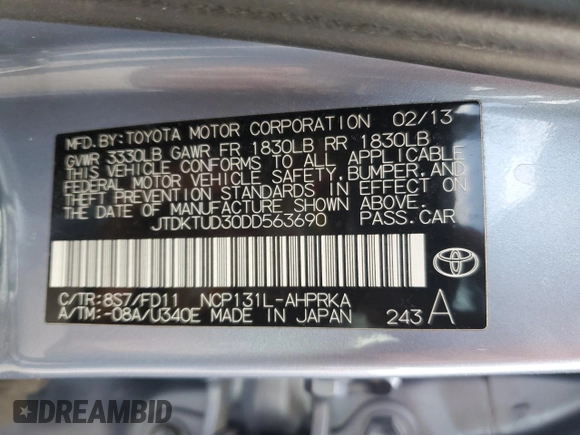 MFD.BY:TOYOTA MOTOR CORPORATION 02/13
GVWR 3330LB GAWR FR 1830LB RR 1830LB
THIS VEHICLE CONFORMS TO ALL APPLICABLE
FEDERAL MOTOR VEHICLE SAFETY, BUMPER, AND
THEFT PREVENTION STANDARDS IN EFFECT ON
THE DATE OF MANUFACTURE SHOWN ABOVE.
JTDKTUD30DD563690 PASS.CAR
C/TR:8S7/FD11 NCP131L-AHPRKA
A/TM:-08A/U340E MADE IN JAPAN 243 A
DREAMBID